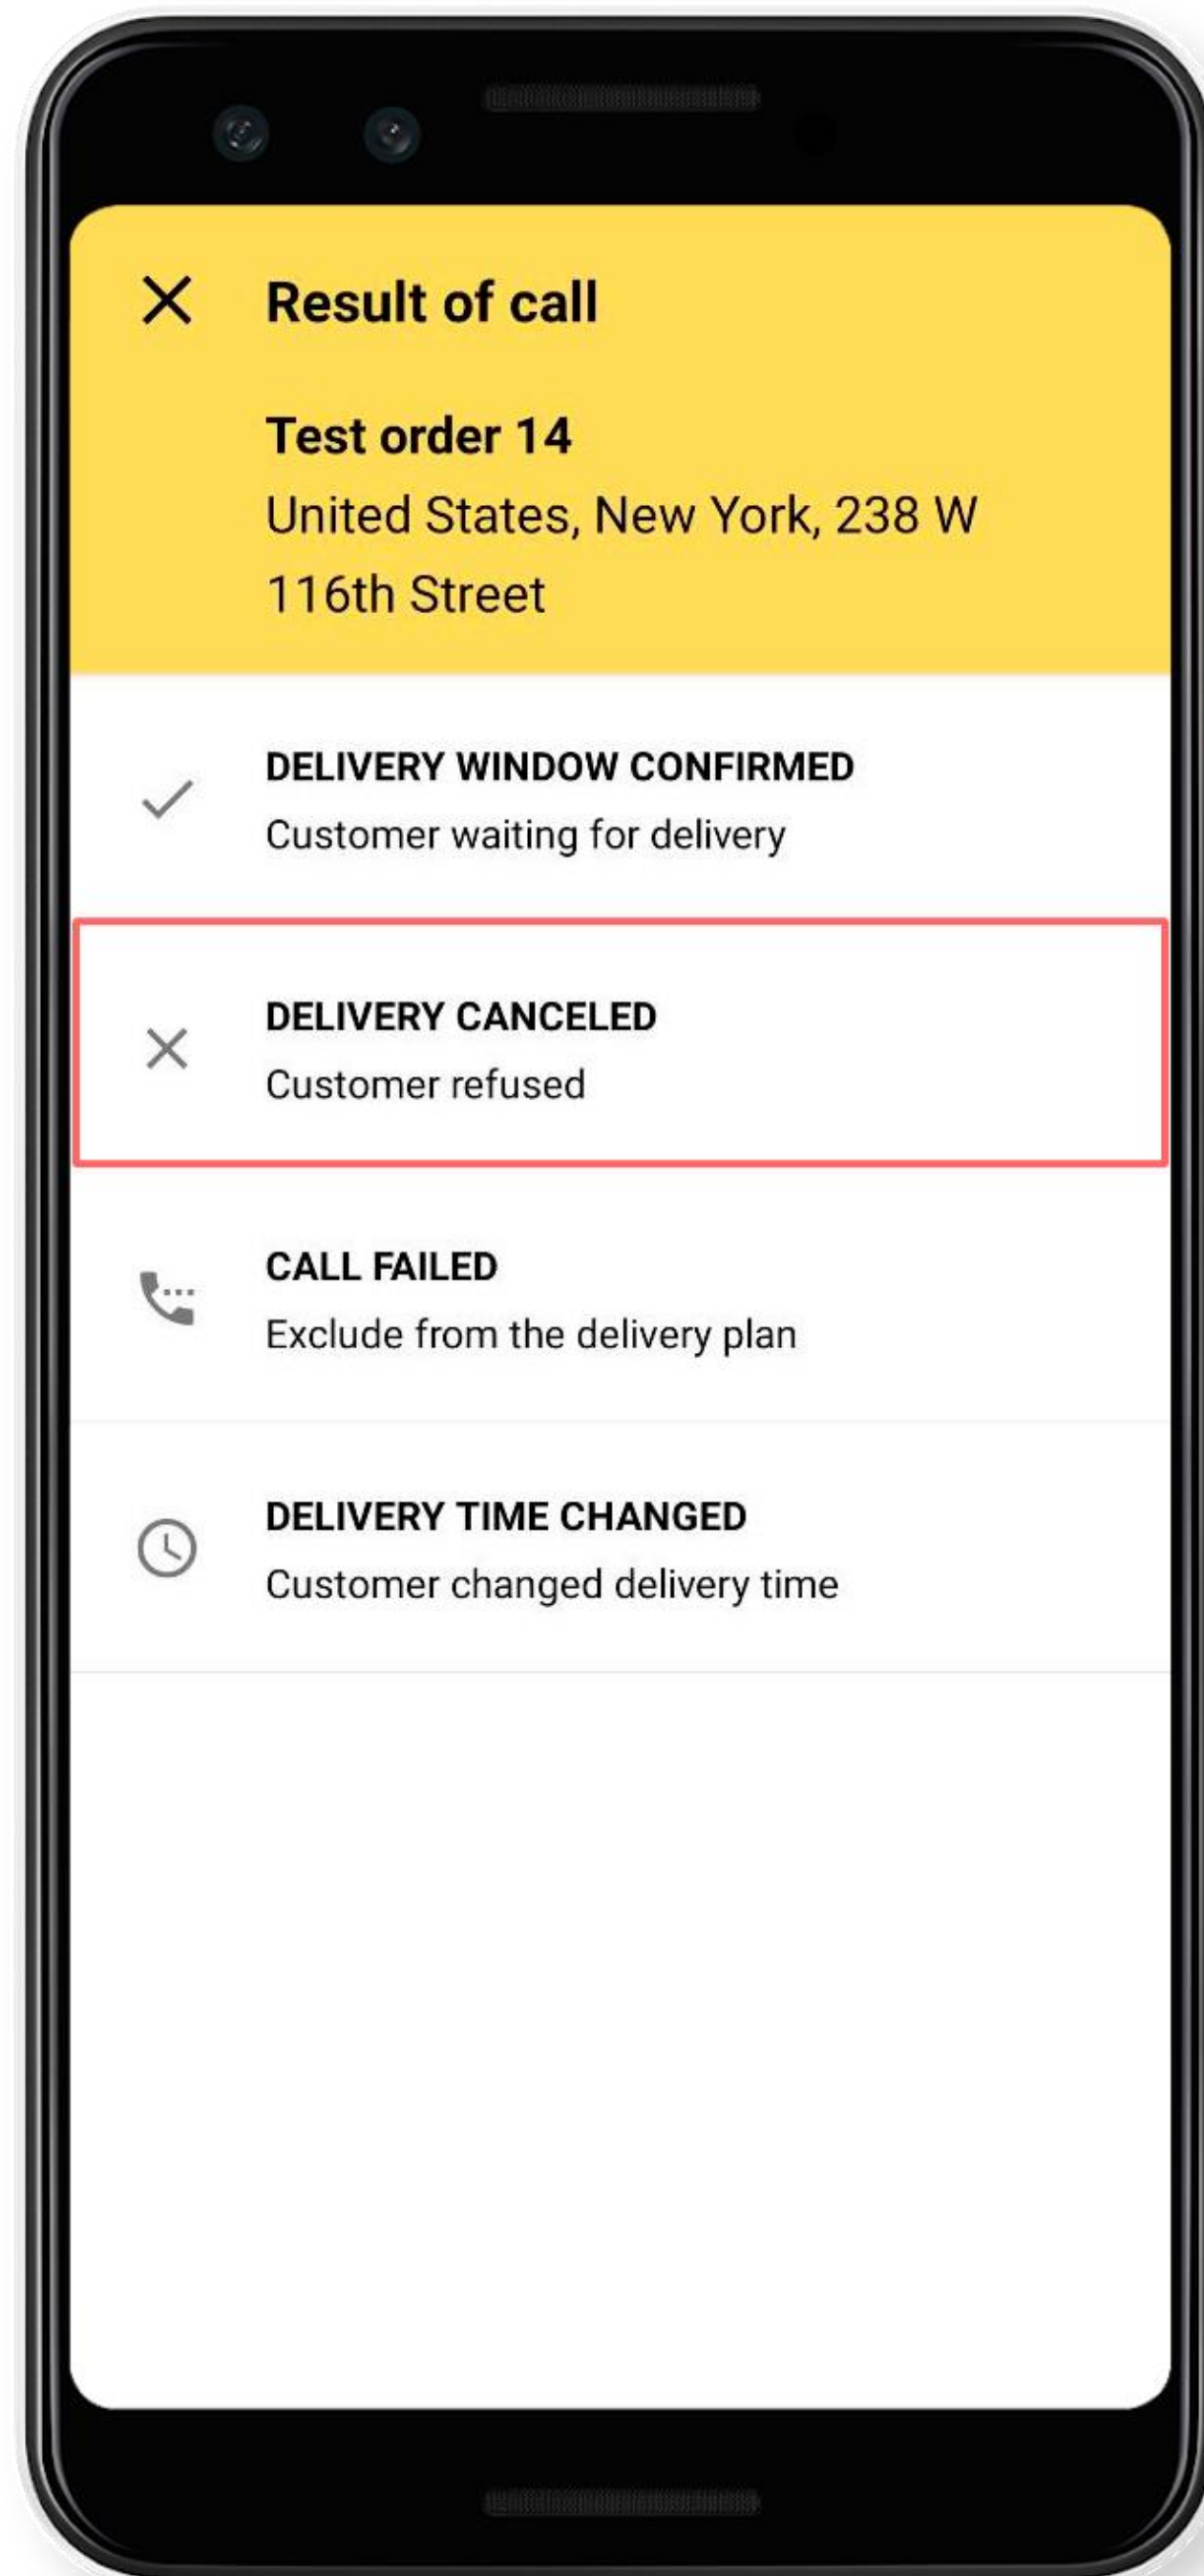 Result of call
Test order 14
United States, New York, 238 W
116th Street
DELIVERY WINDOW CONFIRMED
Customer waiting for delivery
DELIVERY CANCELED
Customer refused
CALL FAILED
Exclude from the delivery plan
DELIVERY TIME CHANGED
Customer changed delivery time